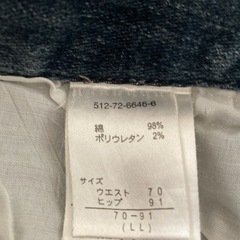 512-72-6646-6
綿 98%
ポリウレタン 2%
サイズ
ウエスト 70
ヒップ 91
70-91
(LL)